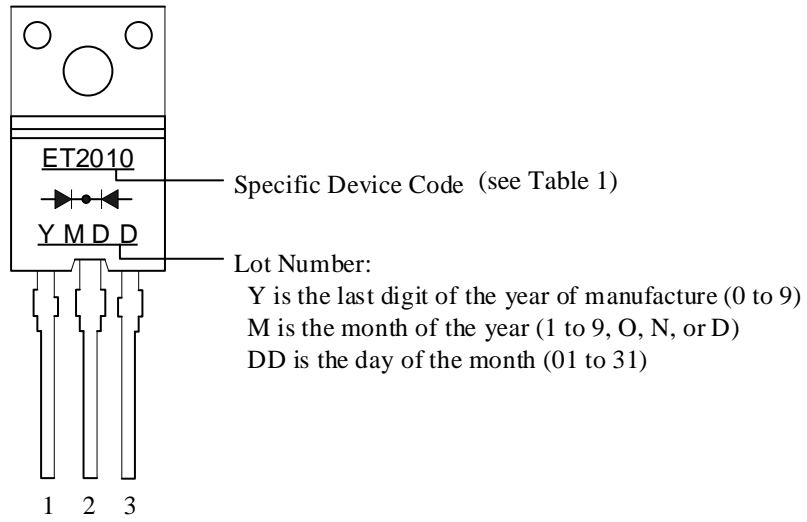 ET2010
Specific Device Code (see Table 1)
Y M D D
Lot Number:
Y is the last digit of the year of manufacture (0 to 9)
M is the month of the year (1 to 9, O, N, or D)
DD is the day of the month (01 to 31)
1 2 3